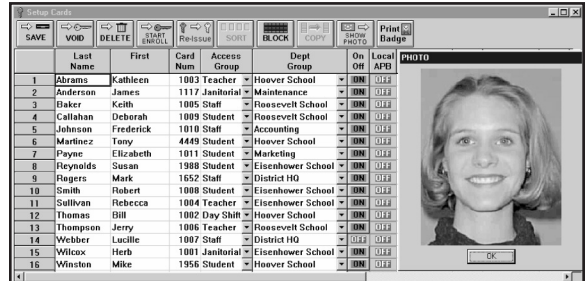 Setup Cards
SAVE VOID DELETE START ENROLL Re-Issue SORT BLOCK COPY SHOW PHOTO Print Badge
Last Name First Card Num Access Group Dept Group On Off Local APB PHOTO
1 Abrams Kathleen 1003 Teacher Hoover School ON OFF
2 Anderson James 1117 Janitorial Maintenance ON OFF
3 Baker Keith 1005 Staff Roosevelt School ON OFF
4 Callahan Deborah 1009 Student Roosevelt School ON OFF
5 Johnson Frederick 1010 Staff Accounting ON OFF
6 Martinez Tony 4449 Student Hoover School ON OFF
7 Payne Elizabeth 1011 Student Marketing ON OFF
8 Reynolds Susan 1988 Student Eisenhower School ON OFF
9 Rogers Mark 1652 Staff District HQ ON OFF
10 Smith Robert 1008 Student Eisenhower School ON OFF
11 Sullivan Rebecca 1004 Teacher Eisenhower School ON OFF
12 Thomas Bill 1002 Day Shift Hoover School ON OFF
13 Thompson Jerry 1006 Teacher Roosevelt School ON OFF
14 Webber Lucille 1007 Staff District HQ OFF OFF
15 Wilcox Herb 1001 Janitorial Eisenhower School ON OFF
16 Winston Mike 1956 Student Hoover School ON OFF
OK